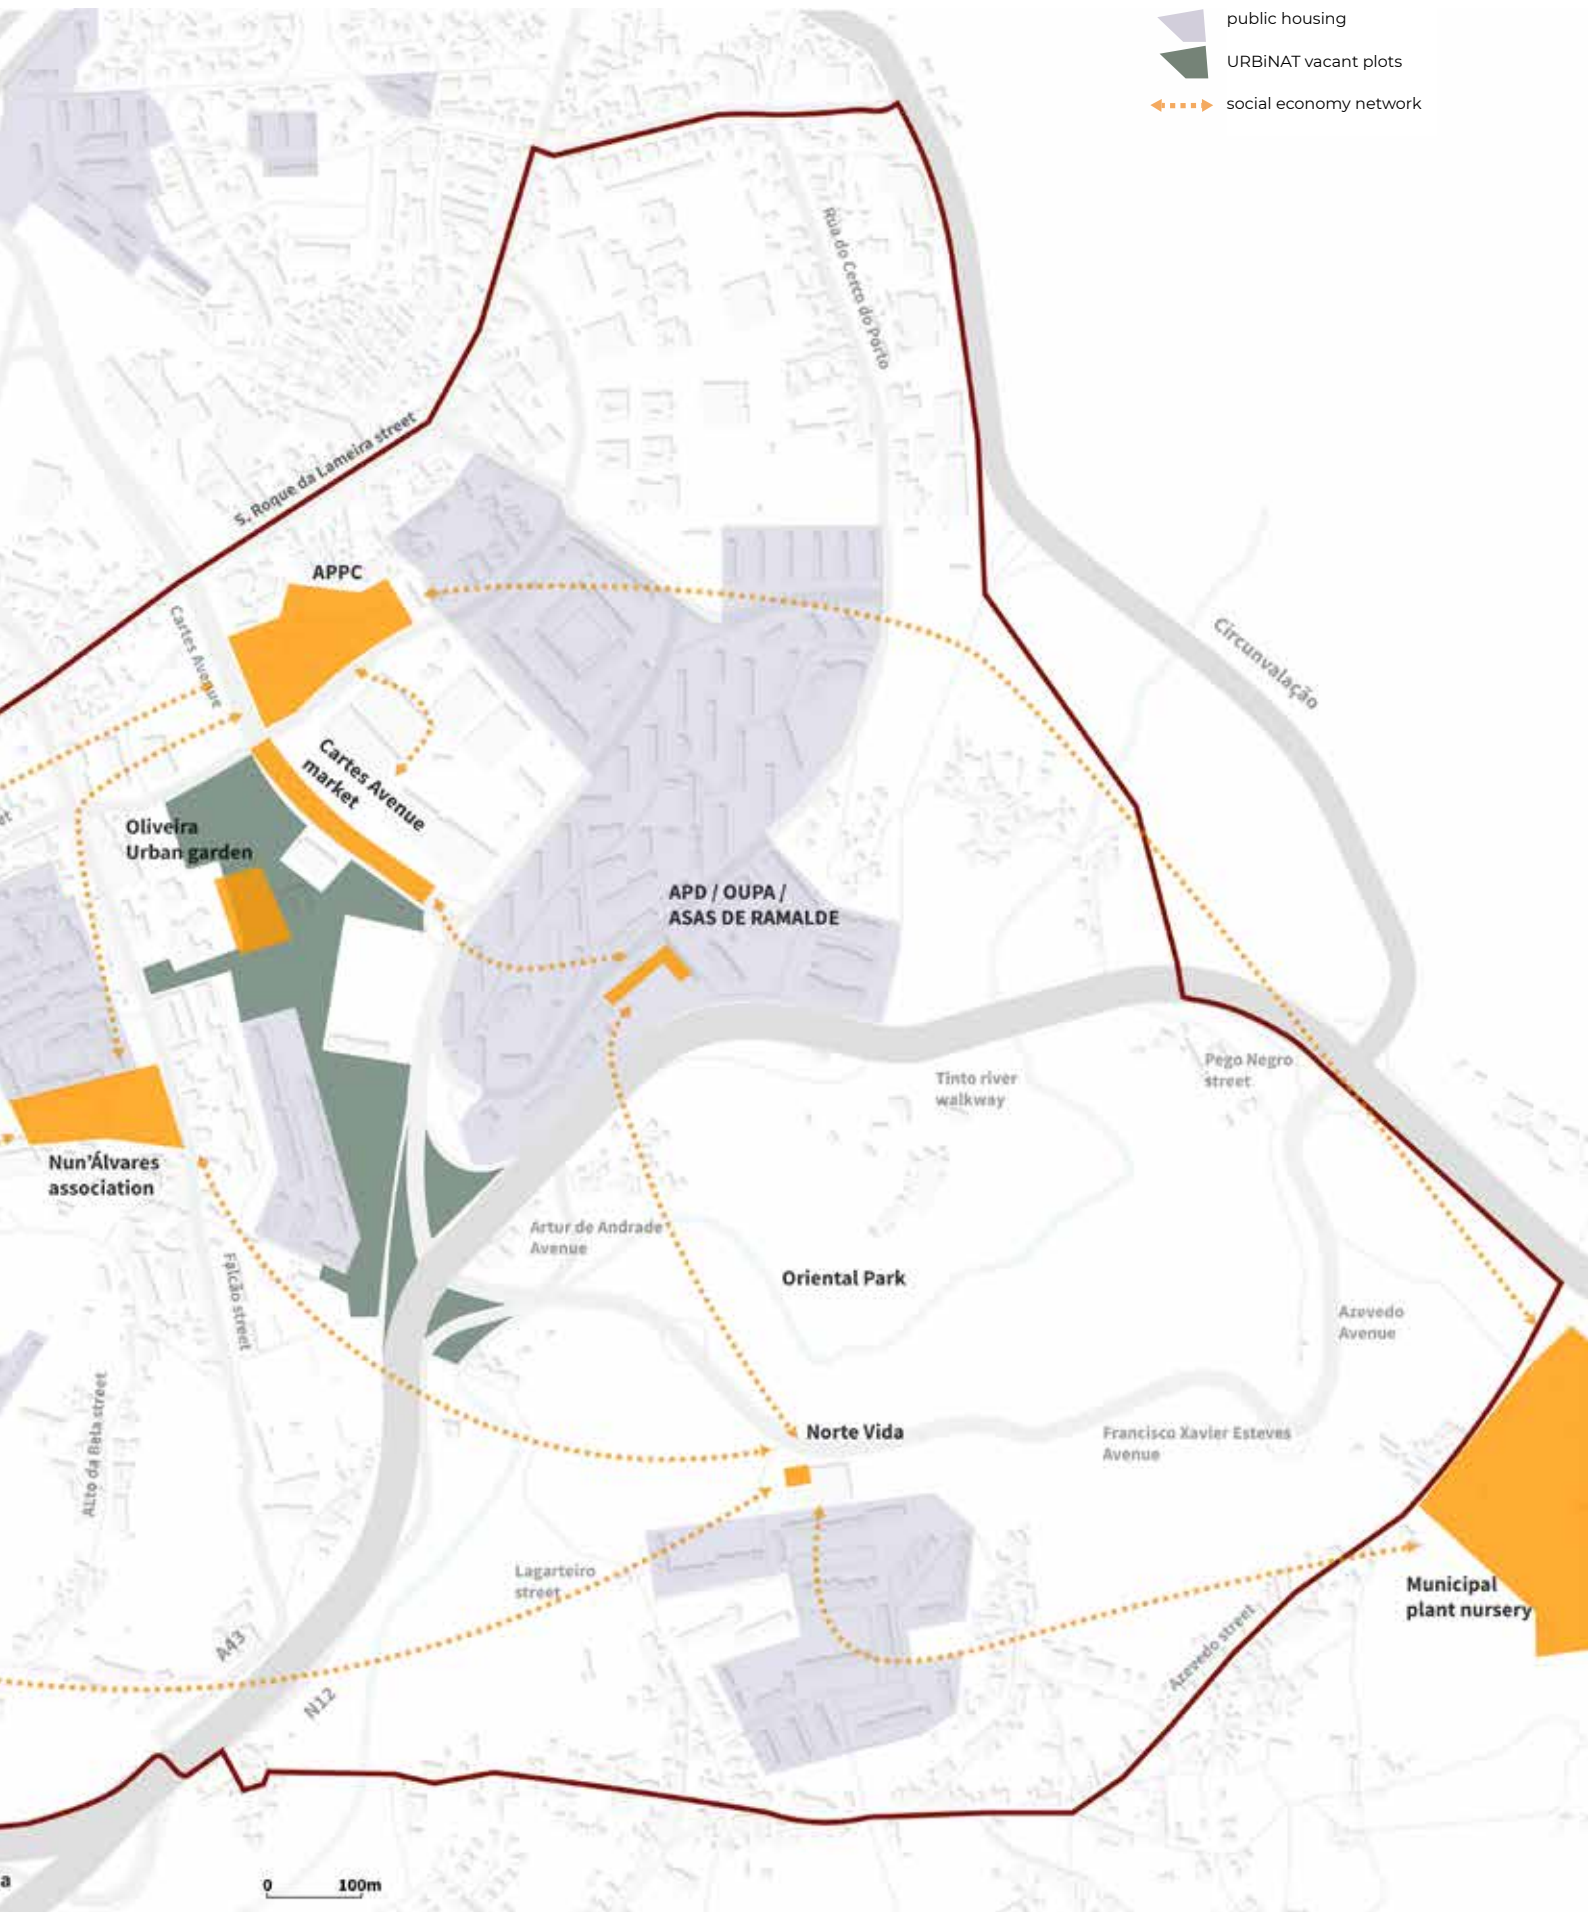 public housing
URBiNAT vacant plots
social economy network
Rua do Cerco do Porto
S. Roque da Lameira street
APPC
Cartes Avenue
Circunvalação
Cartes Avenue
market
Oliveira
Urban garden
APD / OUPA /
ASAS DE RAMALDE
Tinto river
walkway
Pego Negro
street
Nun'Álvares
association
Artur de Andrade
Avenue
Falcão street
Oriental Park
Azevedo
Avenue
Alto da Bela street
Norte Vida
Francisco Xavier Esteves
Avenue
Lagarteiro
street
Municipal
plant nursery
Azevedo street
A43
N12
0 100m